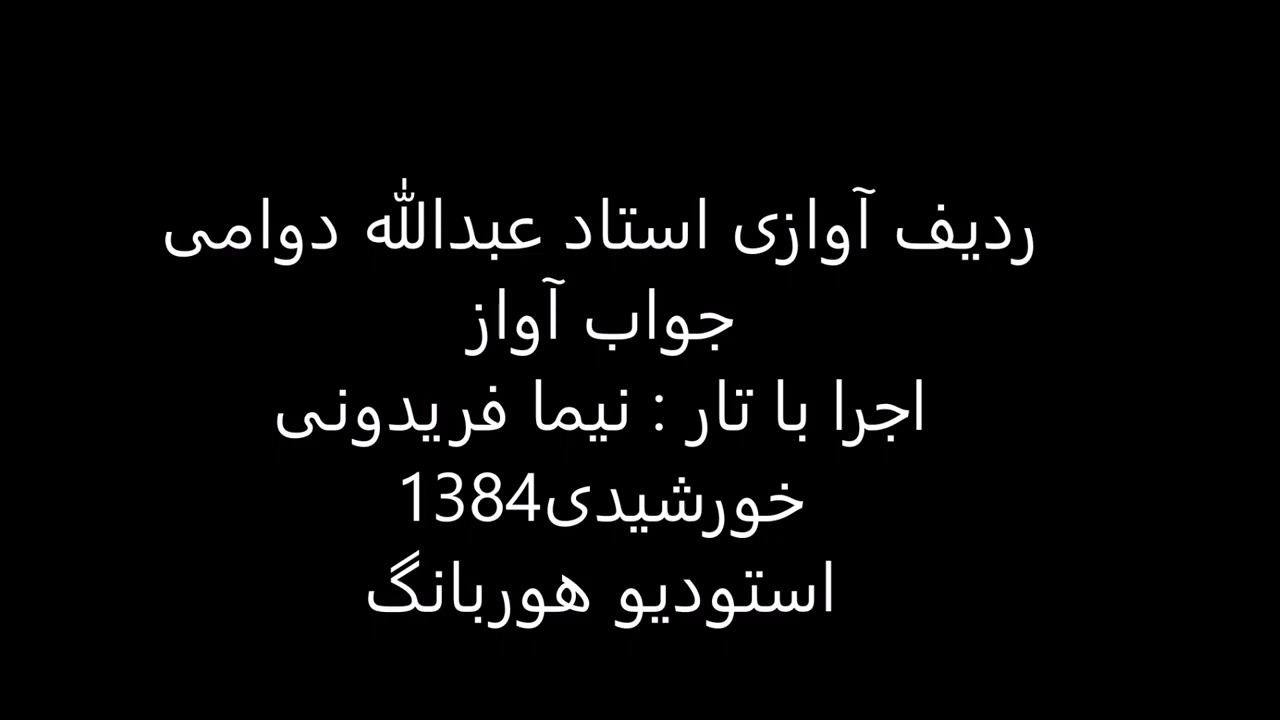 ردیف آوازی استاد عبدالله دوامی
جواب آواز
اجرا با تار : نیما فریدونی
خورشیدی1384
استودیو هوربانگ